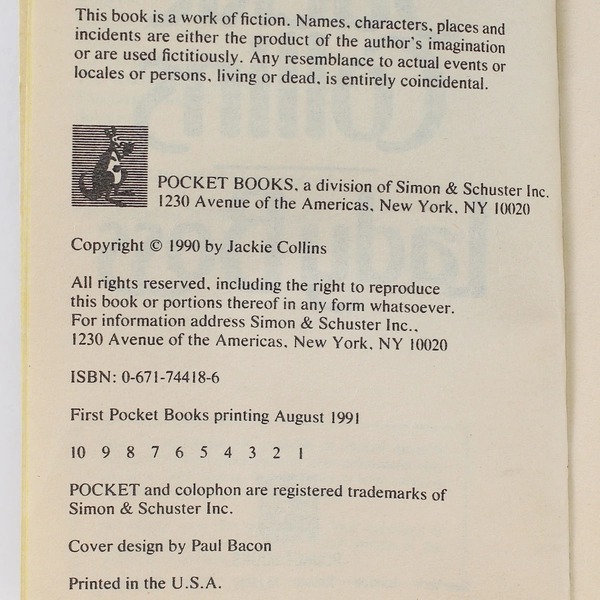 This book is a work of fiction. Names, characters, places and
incidents are either the product of the author's imagination
or are used fictitiously. Any resemblance to actual events or
locales or persons, living or dead, is entirely coincidental.
POCKET BOOKS, a division of Simon & Schuster Inc.
1230 Avenue of the Americas, New York, NY 10020
Copyright © 1990 by Jackie Collins
All rights reserved, including the right to reproduce
this book or portions thereof in any form whatsoever.
For information address Simon & Schuster Inc.,
1230 Avenue of the Americas, New York, NY 10020
ISBN: 0-671-74418-6
First Pocket Books printing August 1991
10 9 8 7 6 5 4 3 2 1
POCKET and colophon are registered trademarks of
Simon & Schuster Inc.
Cover design by Paul Bacon
Printed in the U.S.A.